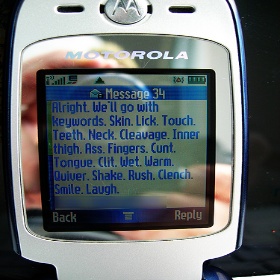 MOTOROLA
Message 34
Alright. We'll go with
keywords. Skin. Lick. Touch.
Teeth. Neck. Cleavage. Inner
thigh. Ass. Fingers. Cunt.
Tongue. Clit. Wet. Warm.
Quiver. Shake. Rush. Clench.
Smile. Laugh.
Back
Reply